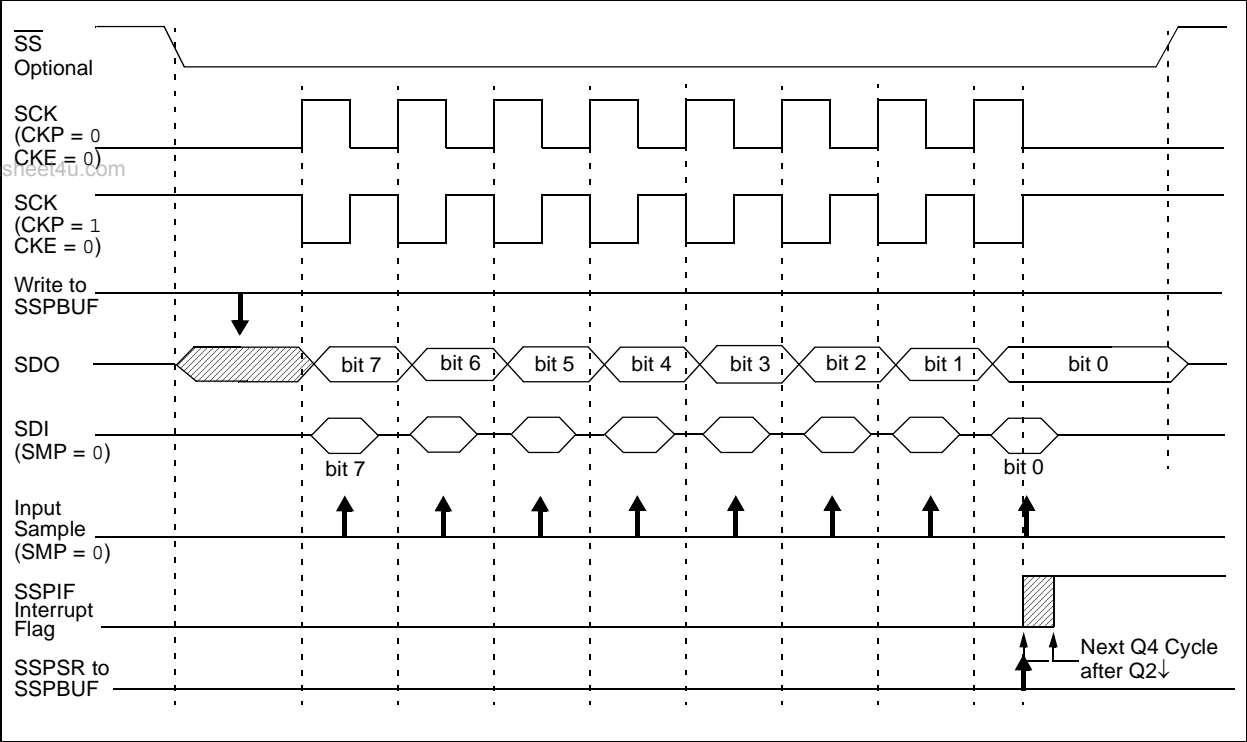 SS
Optional
SCK
(CKP = 0
CKE = 0)
sheet4u.com
SCK
(CKP = 1
CKE = 0)
Write to
SSPBUF
SDO
bit 7 bit 6 bit 5 bit 4 bit 3 bit 2 bit 1 bit 0
SDI
(SMP = 0)
bit 7 bit 0
Input
Sample
(SMP = 0)
SSPIF
Interrupt
Flag
Next Q4 Cycle
after Q2↓
SSPSR to
SSPBUF